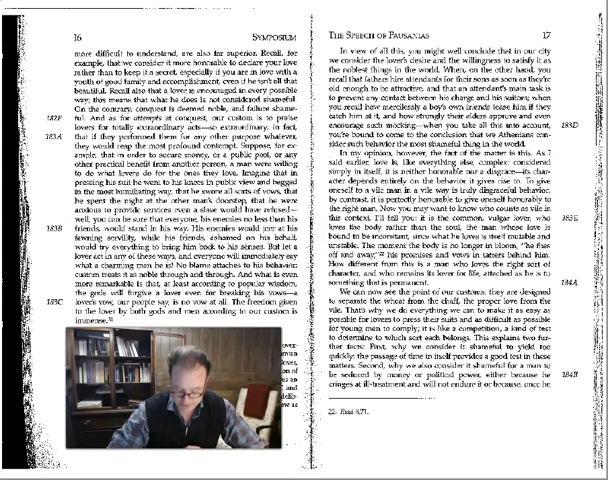 16 SYMPOSIUM
more difficult to understand, are also far superior. Recall, for
example, that we consider it more honorable to declare your love
rather than to keep it a secret, especially if you are in love with a
youth of good family and accomplishment, even if he isn't all that
beautiful. Recall also that a lover is encouraged in every possible
way; this means that what he does is not considered shameful.
On the contrary, conquest is deemed noble, and failure shame-
182E ful. And as for attempts at conquest, our custom is to praise
lovers for totally extraordinary acts—so extraordinary, in fact,
183A that if they performed them for any other purpose whatever,
they would reap the most profound contempt. Suppose, for ex-
ample, that in order to secure money, or a public post, or any
other practical benefit from another person, a man were willing
to do what lovers do for the ones they love. Imagine that in
pressing his suit he went to his knees in public view and begged
in the most humiliating way, that he swore all sorts of vows, that
he spent the night at the other man's doorstep, that he were
anxious to provide services even a slave would have refused—
well, you can be sure that everyone, his enemies no less than his
183B friends, would stand in his way. His enemies would jeer at his
fawning servility, while his friends, ashamed on his behalf,
would try everything to bring him back to his senses. But let a
lover act in any of these ways, and everyone will immediately say
what a charming man he is! No blame attaches to his behavior:
custom treats it as noble through and through. And what is even
more remarkable is that, at least according to popular wisdom,
the gods will forgive a lover even for breaking his vows—a
183C lover's vow, our people say, is no vow at all. The freedom given
to the lover by both gods and men according to our custom is
immense.
THE SPEECH OF PAUSANIAS 17
In view of all this, you might well conclude that in our city
we consider the lover's desire and the willingness to satisfy it as
the noblest things in the world. When, on the other hand, you
recall that fathers hire attendants for their sons as soon as they're
old enough to be attractive, and that an attendant's main task is
to prevent any contact between his charge and his suitors; when
you recall how mercilessly a boy's own friends tease him if they
catch him at it, and how strongly their elders approve and even
encourage such mocking—when you take all this into account, 183D
you're bound to come to the conclusion that we Athenians con-
sider such behavior the most shameful thing in the world.
In my opinion, however, the fact of the matter is this. As I
said earlier, love is, like everything else, complex: considered
simply in itself, it is neither honorable nor a disgrace—its char-
acter depends entirely on the behavior it gives rise to. To give
oneself to a vile man in a vile way is truly disgraceful behavior;
by contrast, it is perfectly honorable to give oneself honorably to
the right man. Now you may want to know who counts as vile in
this context. I'll tell you: it is the common, vulgar lover, who 183E
loves the body rather than the soul, the man whose love is
bound to be inconstant, since what he loves is itself mutable and
unstable. The moment the body is no longer in bloom, "he flies
off and away,"22 his promises and vows in tatters behind him.
How different from this is a man who loves the right sort of
character, and who remains its lover for life, attached as he is to
something that is permanent. 184A
We can now see the point of our customs: they are designed
to separate the wheat from the chaff, the proper love from the
vile. That's why we do everything we can to make it as easy as
possible for lovers to press their suits and as difficult as possible
for young men to comply; it is like a competition, a kind of test
to determine to which sort each belongs. This explains two fur-
ther facts: First, why we consider it shameful to yield too
quickly: the passage of time in itself provides a good test in these
matters. Second, why we also consider it shameful for a man to
be seduced by money or political power, either because he 184B
cringes at ill-treatment and will not endure it or because, once he
22. Iliad